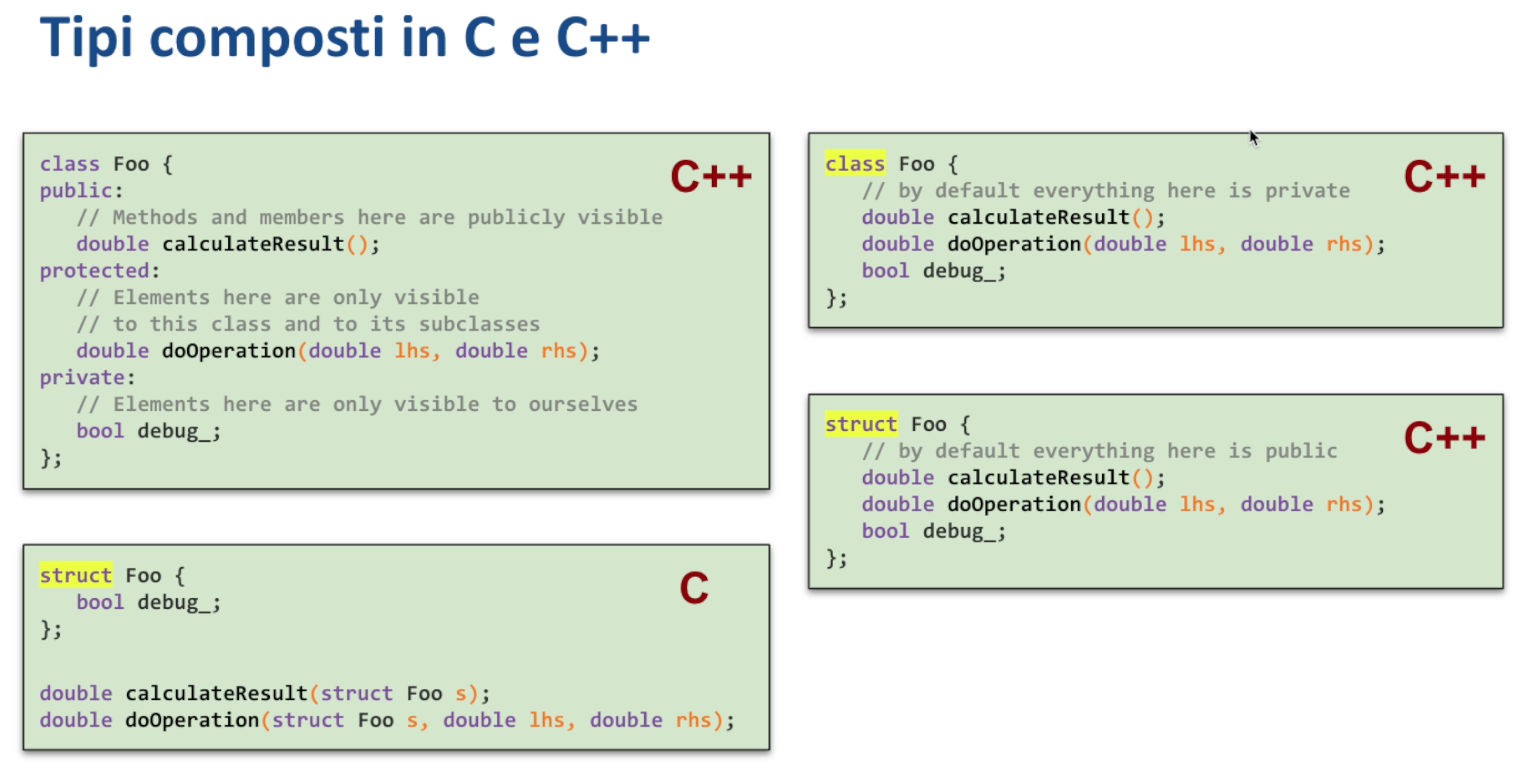 Tipi composti in C e C++
C++
class Foo {
public:
   // Methods and members here are publicly visible
   double calculateResult();
protected:
   // Elements here are only visible
   // to this class and to its subclasses
   double doOperation(double lhs, double rhs);
private:
   // Elements here are only visible to ourselves
   bool debug_;
};
C
struct Foo {
   bool debug_;
};
double calculateResult(struct Foo s);
double doOperation(struct Foo s, double lhs, double rhs);
C++
class Foo {
   // by default everything here is private
   double calculateResult();
   double doOperation(double lhs, double rhs);
   bool debug_;
};
C++
struct Foo {
   // by default everything here is public
   double calculateResult();
   double doOperation(double lhs, double rhs);
   bool debug_;
};